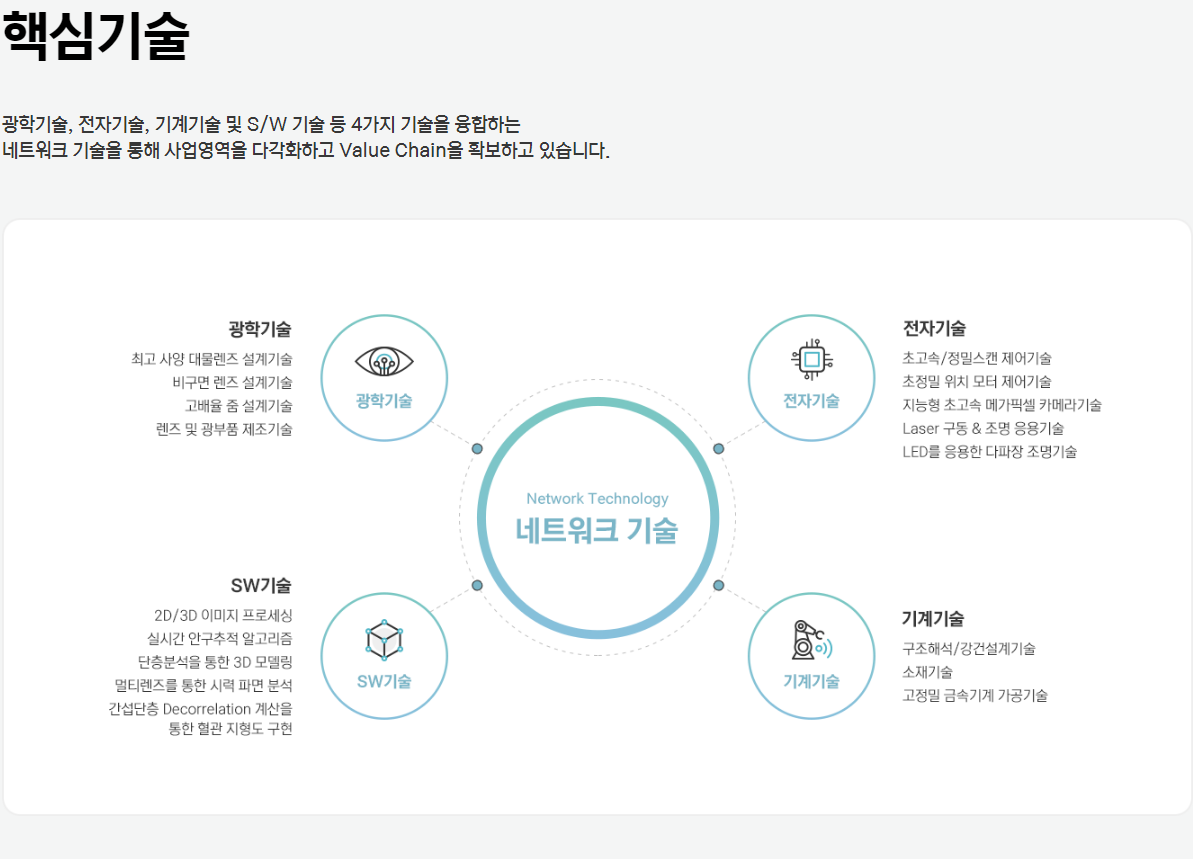 핵심기술
광학기술, 전자기술, 기계기술 및 S/W 기술 등 4가지 기술을 융합하는
네트워크 기술을 통해 사업영역을 다각화하고 Value Chain을 확보하고 있습니다.
광학기술
최고 사양 대물렌즈 설계기술
비구면 렌즈 설계기술
고배율 줌 설계기술
렌즈 및 광부품 제조기술
광학기술
전자기술
전자기술
초고속/정밀스캔 제어기술
초정밀 위치 모터 제어기술
지능형 초고속 메가픽셀 카메라기술
Laser 구동 & 조명 응용기술
LED를 응용한 다파장 조명기술
Network Technology
네트워크 기술
SW기술
2D/3D 이미지 프로세싱
실시간 안구추적 알고리즘
단층분석을 통한 3D 모델링
멀티렌즈를 통한 시력 파면 분석
간섭단층 Decorrelation 계산을
통한 혈관 지형도 구현
SW기술
기계기술
기계기술
구조해석/강건설계기술
소재기술
고정밀 금속기계 가공기술